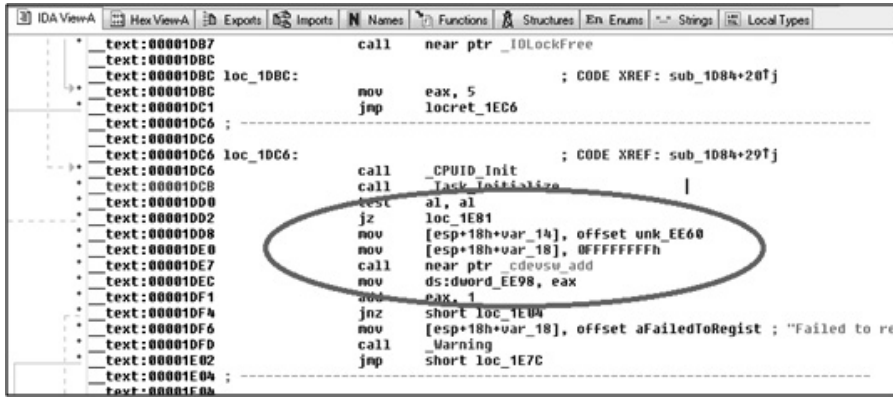 IDA View-A Hex View-A Exports Imports N Names Functions Structures En Enums "..." Strings Local Types
__text:00001DB7 call near ptr _IOLockFree
__text:00001DBC
__text:00001DBC loc_1DBC: ; CODE XREF: sub_1D84+20↑j
__text:00001DBC mov eax, 5
__text:00001DC1 jmp locret_1EC6
__text:00001DC6 ; ---------------------------------------------------------------------------
__text:00001DC6
__text:00001DC6 loc_1DC6: ; CODE XREF: sub_1D84+29↑j
__text:00001DC6 call _CPUID_Init
__text:00001DCB call _Task_Initialize
__text:00001DD0 test al, al
__text:00001DD2 jz loc_1E81
__text:00001DD8 mov [esp+18h+var_14], offset unk_EE60
__text:00001DE0 mov [esp+18h+var_18], 0FFFFFFFFh
__text:00001DE7 call near ptr _cdevsw_add
__text:00001DEC mov ds:dword_EE98, eax
__text:00001DF1 add eax, 1
__text:00001DF4 jnz short loc_1E04
__text:00001DF6 mov [esp+18h+var_18], offset aFailedToRegist ; "Failed to re
__text:00001DFD call _Warning
__text:00001E02 jmp short loc_1E7C
__text:00001E04 ; ---------------------------------------------------------------------------
__text:00001E04